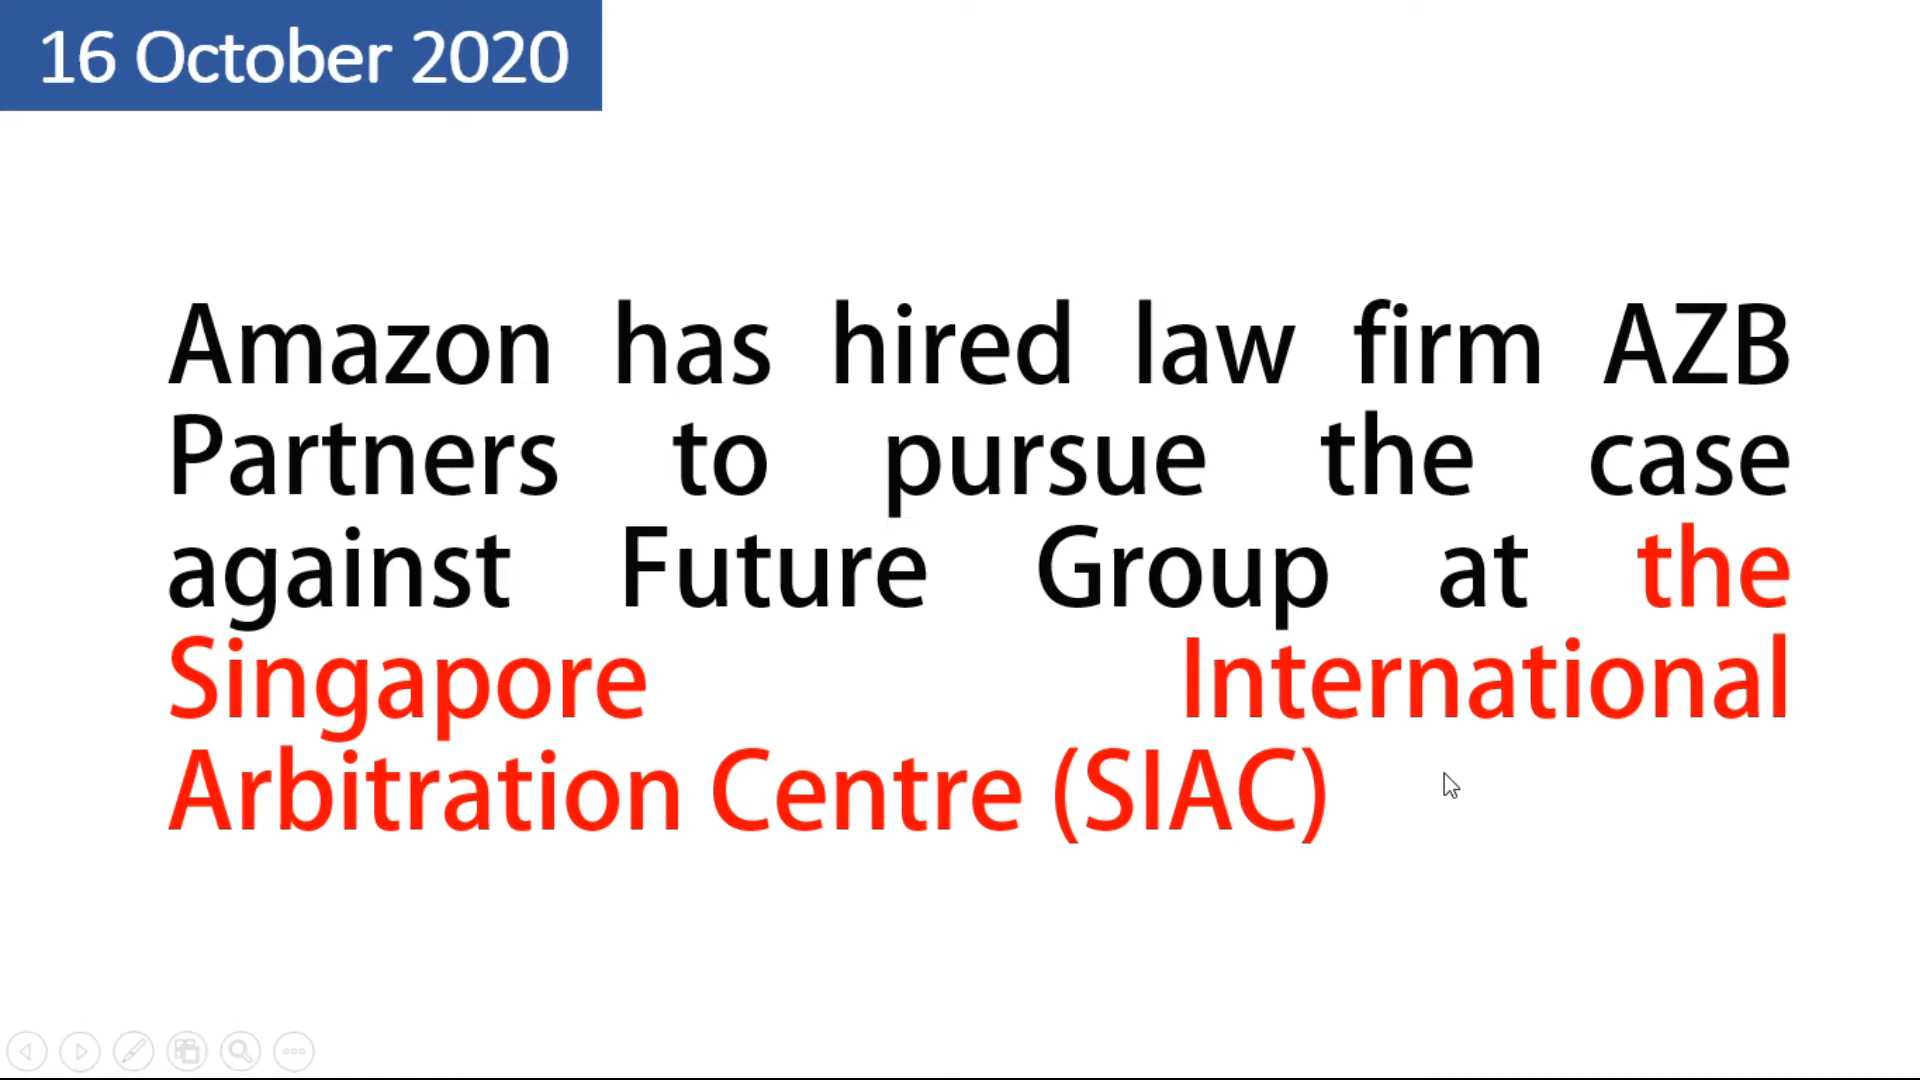 16 October 2020
Amazon has hired law firm AZB
Partners to pursue the case
against Future Group at the
Singapore International
Arbitration Centre (SIAC)